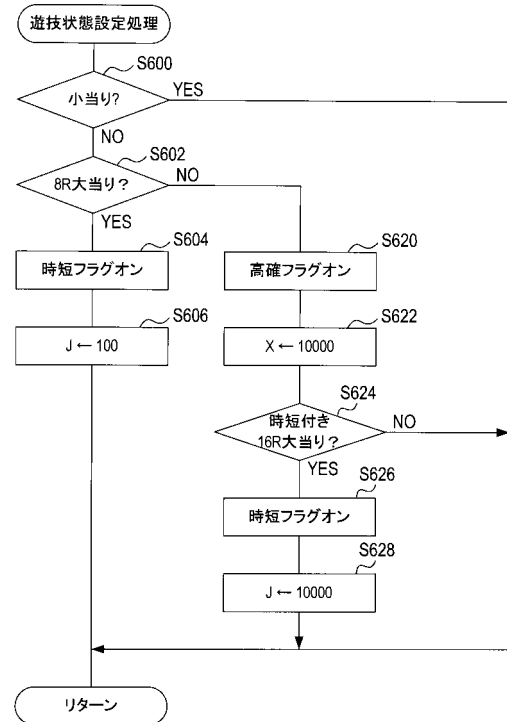 遊技状態設定処理
S600
小当り?
YES
NO
S602
8R大当り?
NO
YES
S604
時短フラグオン
S620
高確フラグオン
S606
J ← 100
S622
X ← 10000
S624
時短付き
16R大当り?
NO
YES
S626
時短フラグオン
S628
J ← 10000
リターン